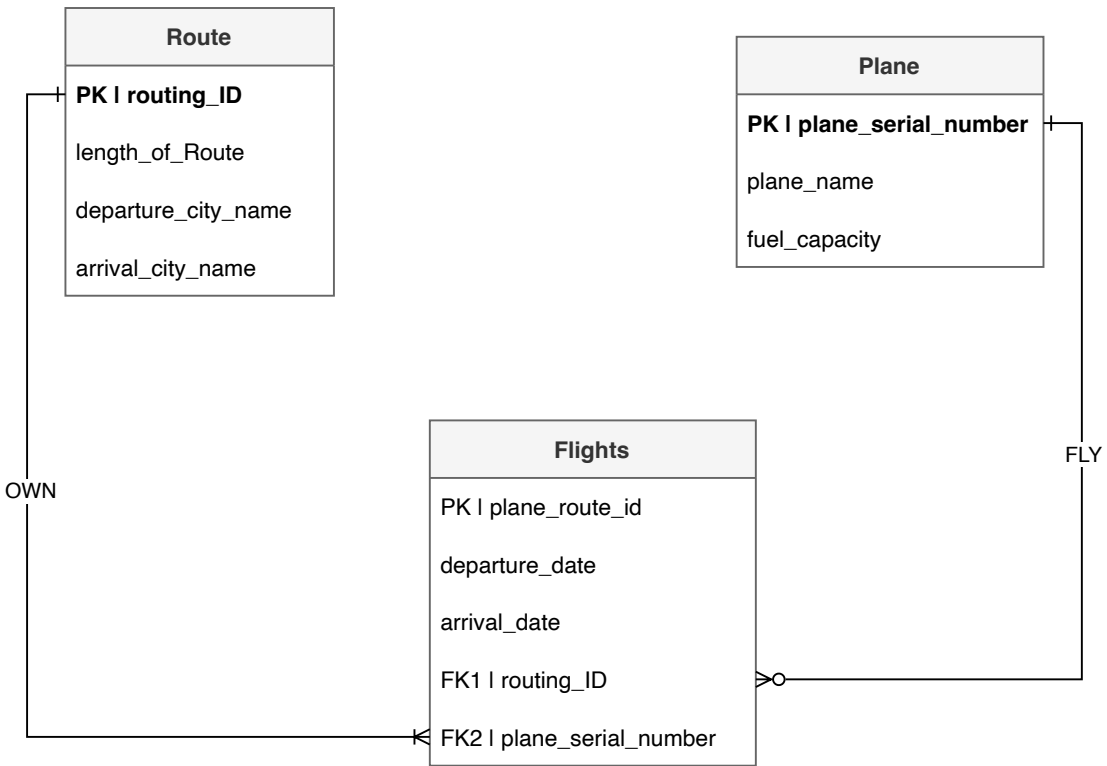 Route
PK | routing_ID
length_of_Route
departure_city_name
arrival_city_name
Plane
PK | plane_serial_number
plane_name
fuel_capacity
OWN
FLY
Flights
PK | plane_route_id
departure_date
arrival_date
FK1 | routing_ID
FK2 | plane_serial_number